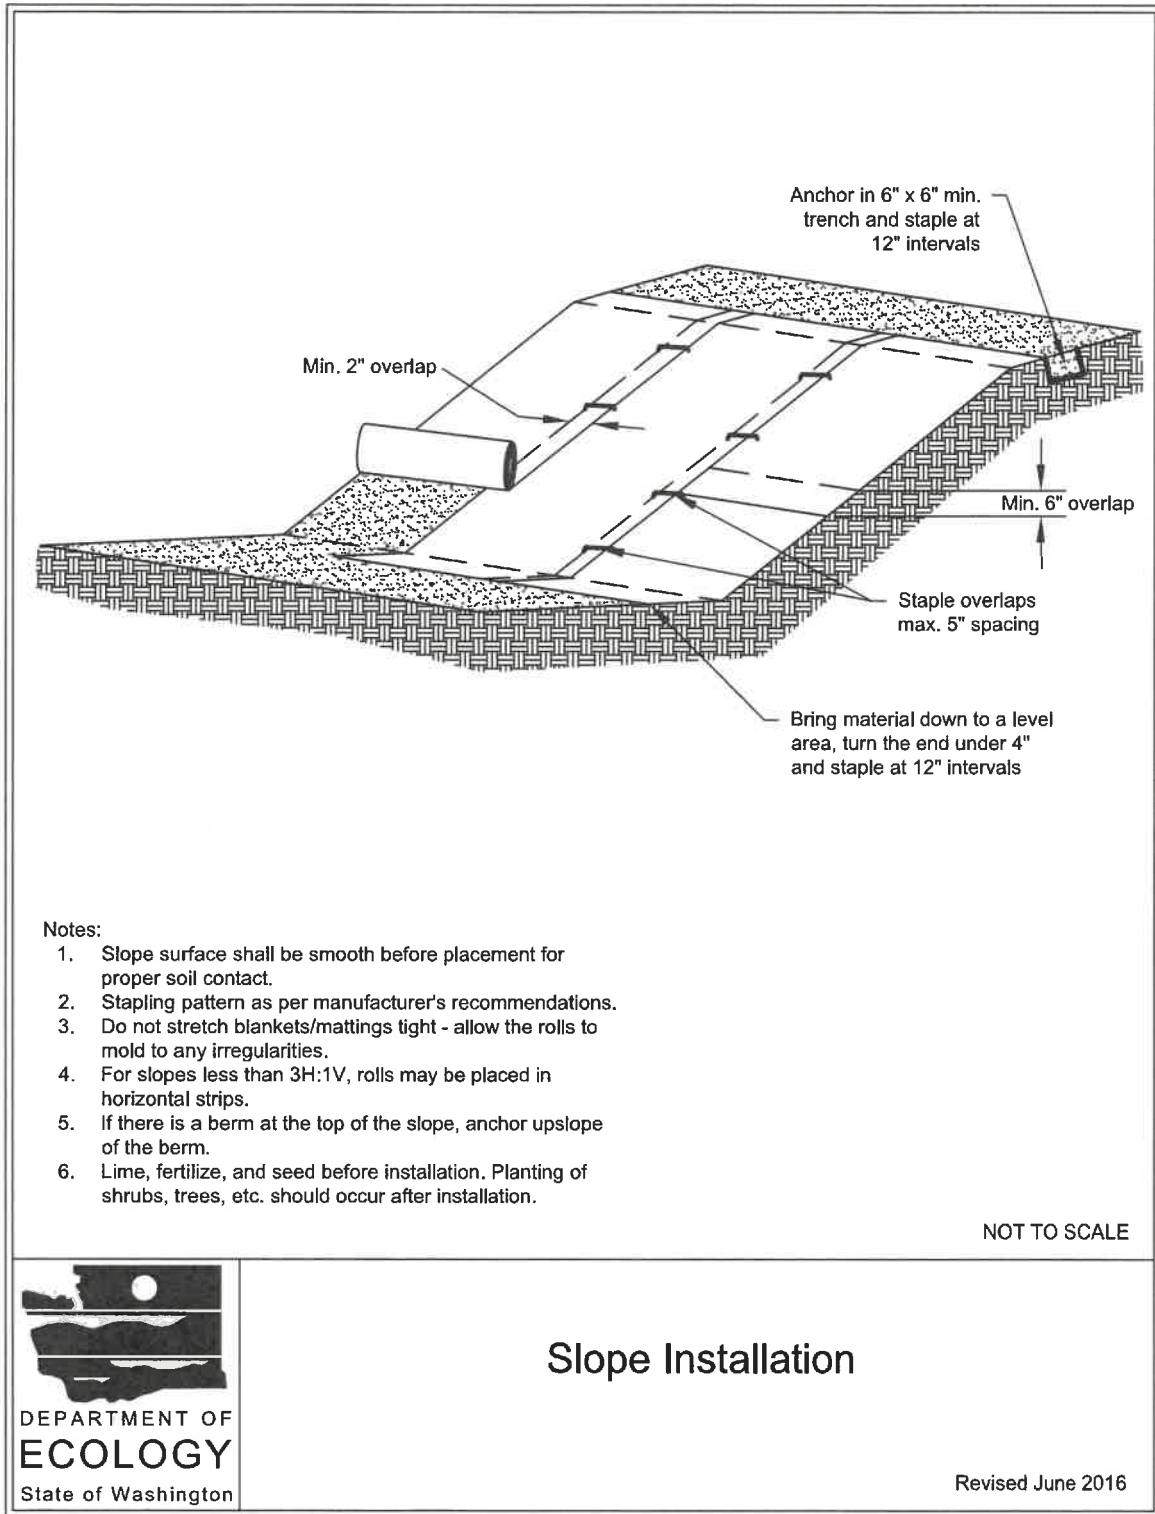 Anchor in 6" x 6" min.
trench and staple at
12" intervals
Min. 2" overlap
Min. 6" overlap
Staple overlaps
max. 5" spacing
Bring material down to a level
area, turn the end under 4"
and staple at 12" intervals
Notes:
1. Slope surface shall be smooth before placement for
proper soil contact.
2. Stapling pattern as per manufacturer's recommendations.
3. Do not stretch blankets/mattings tight - allow the rolls to
mold to any irregularities.
4. For slopes less than 3H:1V, rolls may be placed in
horizontal strips.
5. If there is a berm at the top of the slope, anchor upslope
of the berm.
6. Lime, fertilize, and seed before installation. Planting of
shrubs, trees, etc. should occur after installation.
NOT TO SCALE
DEPARTMENT OF
ECOLOGY
State of Washington
Slope Installation
Revised June 2016